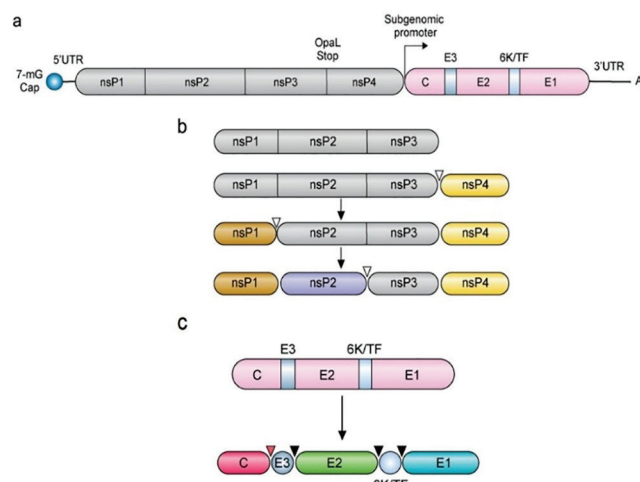 a
Subgenomic
promoter
OpaL
Stop
5'UTR
E3
6K/TF
3'UTR
7-mG
Cap
nsP1 nsP2 nsP3 nsP4 C E2 E1
A
b
nsP1 nsP2 nsP3
nsP1 nsP2 nsP3 nsP4
nsP1 nsP2 nsP3 nsP4
nsP1 nsP2 nsP3 nsP4
c
E3 6K/TF
C E2 E1
C E3 E2 E1
6K/TF